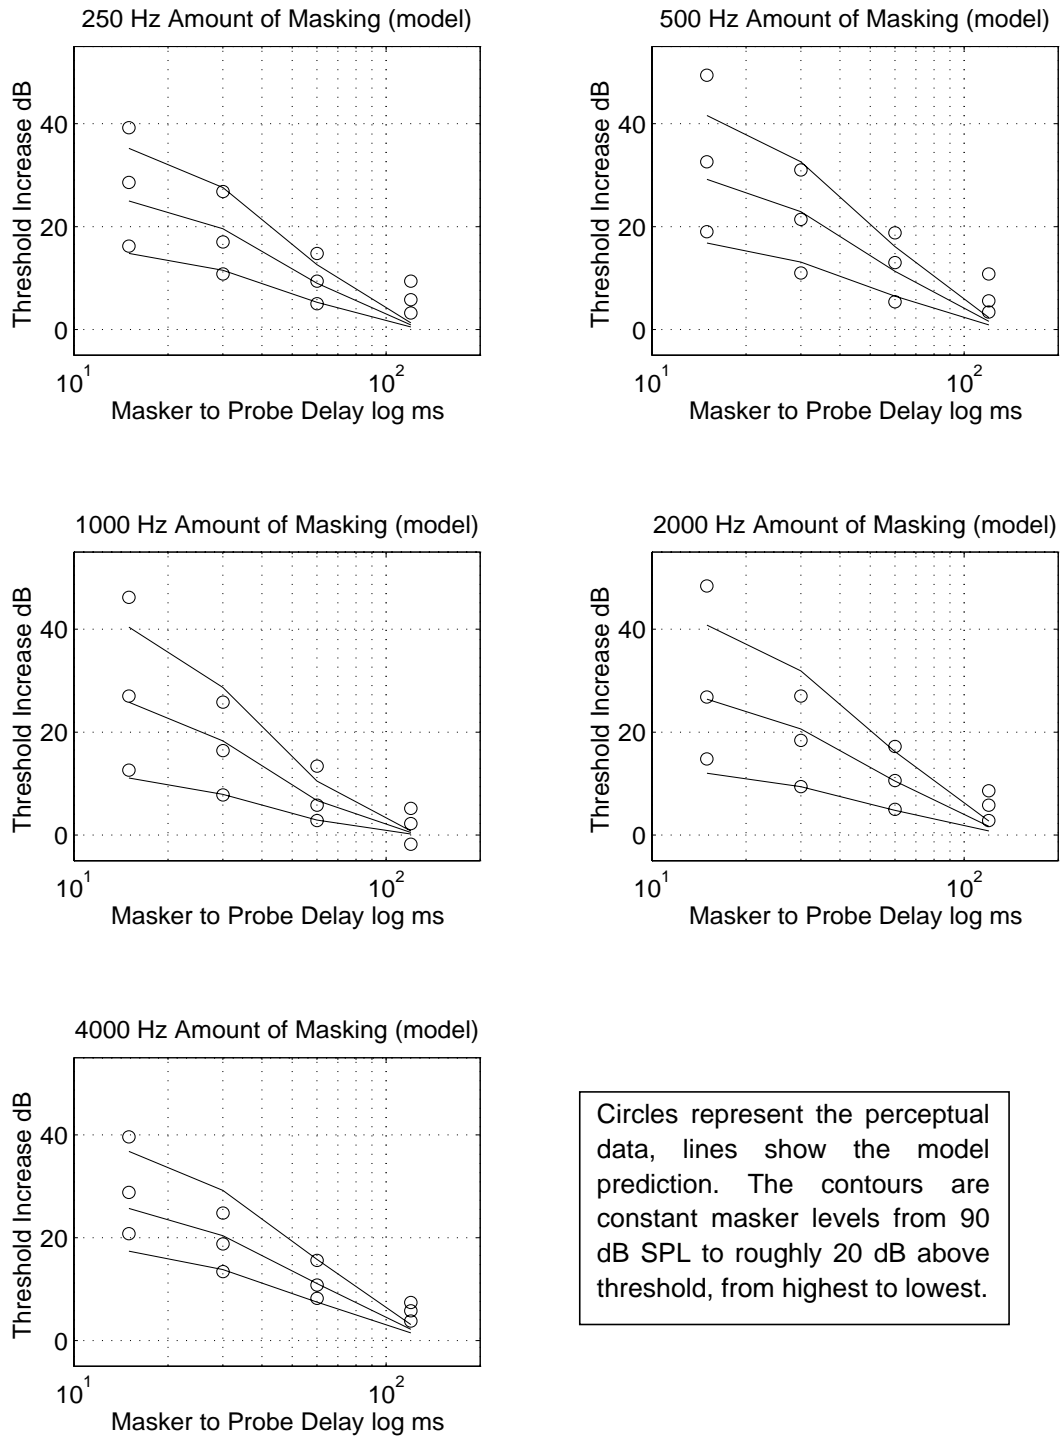 250 Hz Amount of Masking (model)
Threshold Increase dB
40
20
0
10^1
10^2
Masker to Probe Delay log ms
500 Hz Amount of Masking (model)
Threshold Increase dB
40
20
0
10^1
10^2
Masker to Probe Delay log ms
1000 Hz Amount of Masking (model)
Threshold Increase dB
40
20
0
10^1
10^2
Masker to Probe Delay log ms
2000 Hz Amount of Masking (model)
Threshold Increase dB
40
20
0
10^1
10^2
Masker to Probe Delay log ms
4000 Hz Amount of Masking (model)
Threshold Increase dB
40
20
0
10^1
10^2
Masker to Probe Delay log ms
Circles represent the perceptual
data, lines show the model
prediction. The contours are
constant masker levels from 90
dB SPL to roughly 20 dB above
threshold, from highest to lowest.